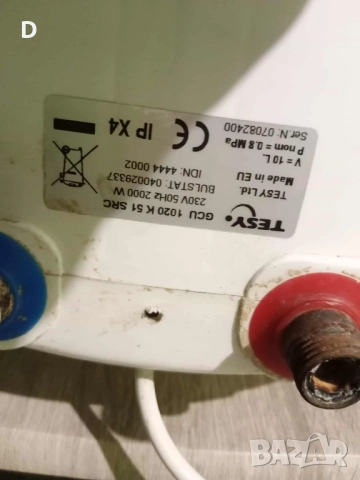 D
TESY
GCU 1020 K 51 SRC
230V 50Hz 2000 W
BULSTAT: 040029337
IDN: 4444 0002
TESY Ltd.
Made in EU
V = 10 L.
P nom = 0.8 MPa
Ser.N: 07082400
CE IP X4
BAZAR